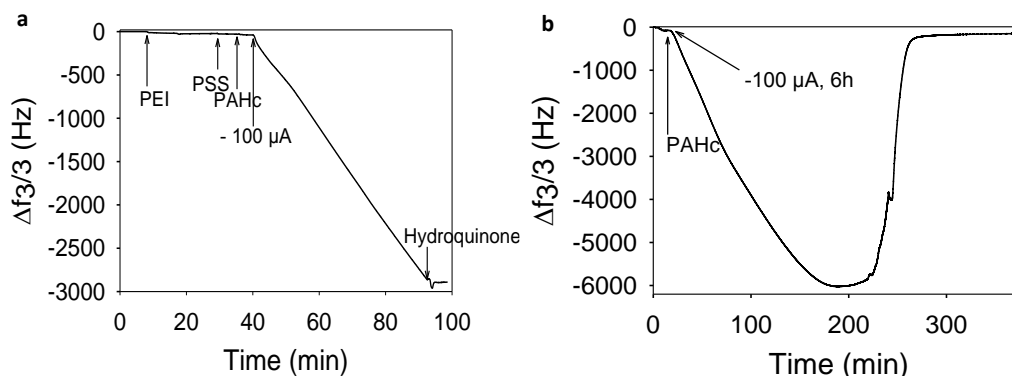 a
Δf3/3 (Hz)
0
-500
-1000
-1500
-2000
-2500
-3000
PEI
PSS
PAHc
- 100 µA
Hydroquinone
0 20 40 60 80 100
Time (min)
b
Δf3/3 (Hz)
0
-1000
-2000
-3000
-4000
-5000
-6000
-100 µA, 6h
PAHc
0 100 200 300
Time (min)